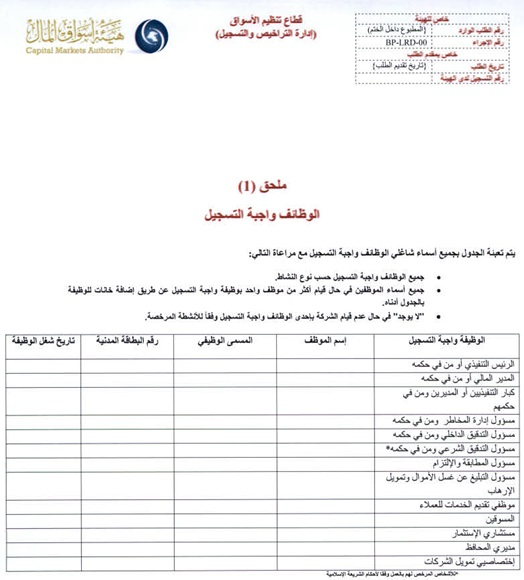 هيئة أسواق المال
Capital Markets Authority
قطاع تنظيم الأسواق
(إدارة التراخيص والتسجيل)
خاص للهيئة
رقم الطلب الوارد (المطبوع داخل الختم)
رقم الاجراء BP-LRD-00
خاص بمقدم الطلب
تاريخ الطلب {تاريخ تقديم الطلب}
رقم التسجيل لدى الهيئة
ملحق (1)
الوظائف واجبة التسجيل
يتم تعبئة الجدول بجميع أسماء شاغلي الوظائف واجبة التسجيل مع مراعاة التالي:
• جميع الوظائف واجبة التسجيل حسب نوع النشاط.
• جميع أسماء الموظفين في حال قيام أكثر من موظف واحد بوظيفة واجبة التسجيل عن طريق إضافة خانات للوظيفة
بالجدول أدناه.
• "لا يوجد" في حال عدم قيام الشركة بإحدى الوظائف واجبة التسجيل وفقاً للأنشطة المرخصة.
الوظيفة واجبة التسجيل إسم الموظف المسمى الوظيفي رقم البطاقة المدنية تاريخ شغل الوظيفة
الرئيس التنفيذي أو من في حكمه
المدير المالي أو من في حكمه
كبار التنفيذيين أو المديرين ومن في
حكمهم
مسؤول إدارة المخاطر ومن في حكمه
مسؤول التدقيق الداخلي ومن في حكمه
مسؤول التدقيق الشرعي ومن في حكمه*
مسؤول المطابقة والإلتزام
مسؤول التبليغ عن غسل الأموال وتمويل
الإرهاب
موظفي تقديم الخدمات للعملاء
المسوقين
مستشاري الإستثمار
مديري المحافظ
إختصاصيي تمويل الشركات
*للأشخاص المرخص لهم بالعمل وفقا لأحكام الشريعة الإسلامية